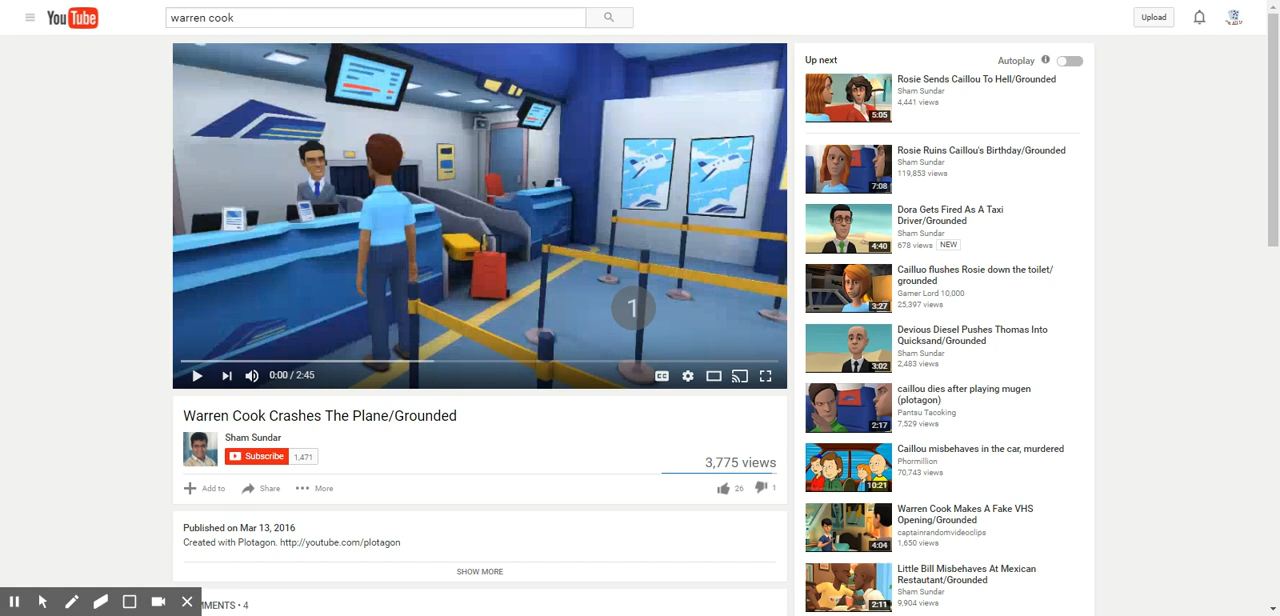 YouTube
warren cook
Upload
1
0:00 / 2:45
CC
Warren Cook Crashes The Plane/Grounded
Sham Sundar
Subscribe 1,471
3,775 views
Add to Share More
26 1
Published on Mar 13, 2016
Created with Plotagon. http://youtube.com/plotagon
SHOW MORE
MMENTS • 4
Up next
Autoplay
5:05
Rosie Sends Caillou To Hell/Grounded
Sham Sundar
4,441 views
7:08
Rosie Ruins Caillou's Birthday/Grounded
Sham Sundar
119,853 views
4:40
Dora Gets Fired As A Taxi
Driver/Grounded
Sham Sundar
678 views NEW
3:27
Cailluo flushes Rosie down the toilet/
grounded
Gamer Lord 10,000
25,397 views
3:02
Devious Diesel Pushes Thomas Into
Quicksand/Grounded
Sham Sundar
2,483 views
2:17
caillou dies after playing mugen
(plotagon)
Pantsu Tacoking
7,529 views
10:21
Caillou misbehaves in the car, murdered
Phormillion
70,743 views
4:04
Warren Cook Makes A Fake VHS
Opening/Grounded
captainrandomvideoclips
1,650 views
2:11
Little Bill Misbehaves At Mexican
Restautant/Grounded
Sham Sundar
9,904 views